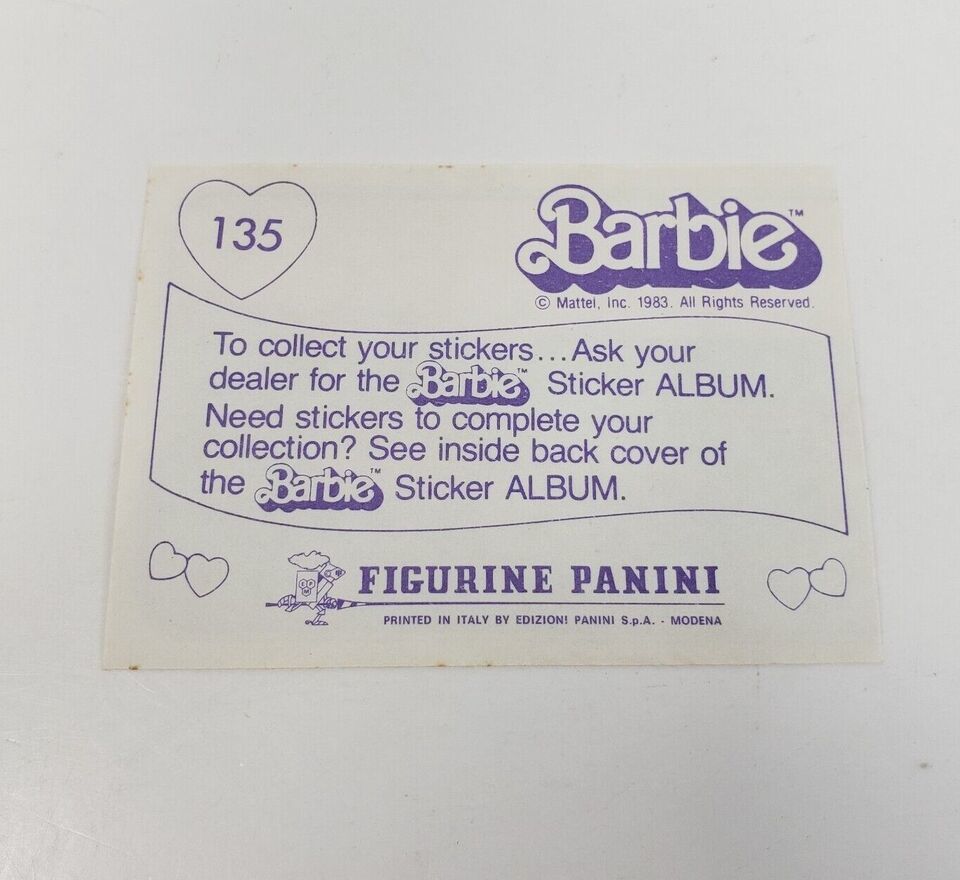 135
Barbie™
© Mattel, Inc. 1983. All Rights Reserved.
To collect your stickers...Ask your
dealer for the Barbie™ Sticker ALBUM.
Need stickers to complete your
collection? See inside back cover of
the Barbie™ Sticker ALBUM.
FIGURINE PANINI
PRINTED IN ITALY BY EDIZIONI PANINI S.p.A. - MODENA